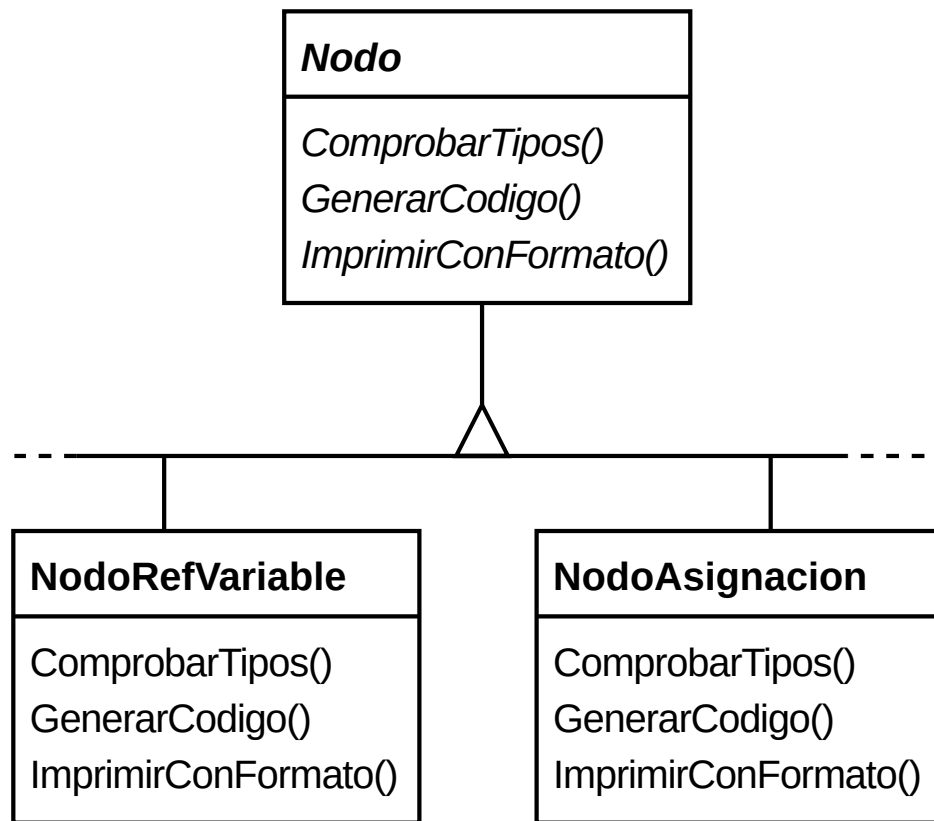 Nodo
ComprobarTipos()
GenerarCodigo()
ImprimirConFormato()
NodoRefVariable
ComprobarTipos()
GenerarCodigo()
ImprimirConFormato()
NodoAsignacion
ComprobarTipos()
GenerarCodigo()
ImprimirConFormato()